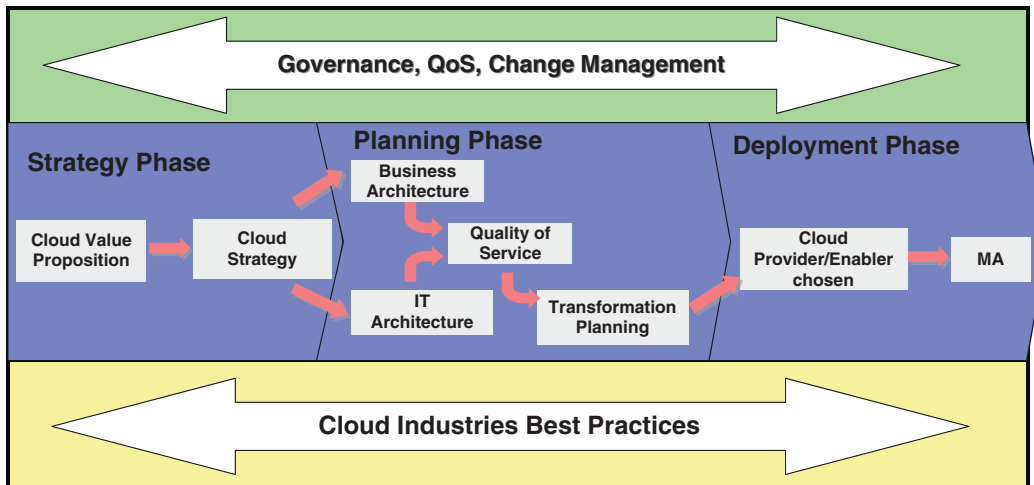 Governance, QoS, Change Management
Strategy Phase
Planning Phase
Deployment Phase
Cloud Value
Proposition
Cloud
Strategy
Business
Architecture
IT
Architecture
Quality of
Service
Transformation
Planning
Cloud
Provider/Enabler
chosen
MA
Cloud Industries Best Practices